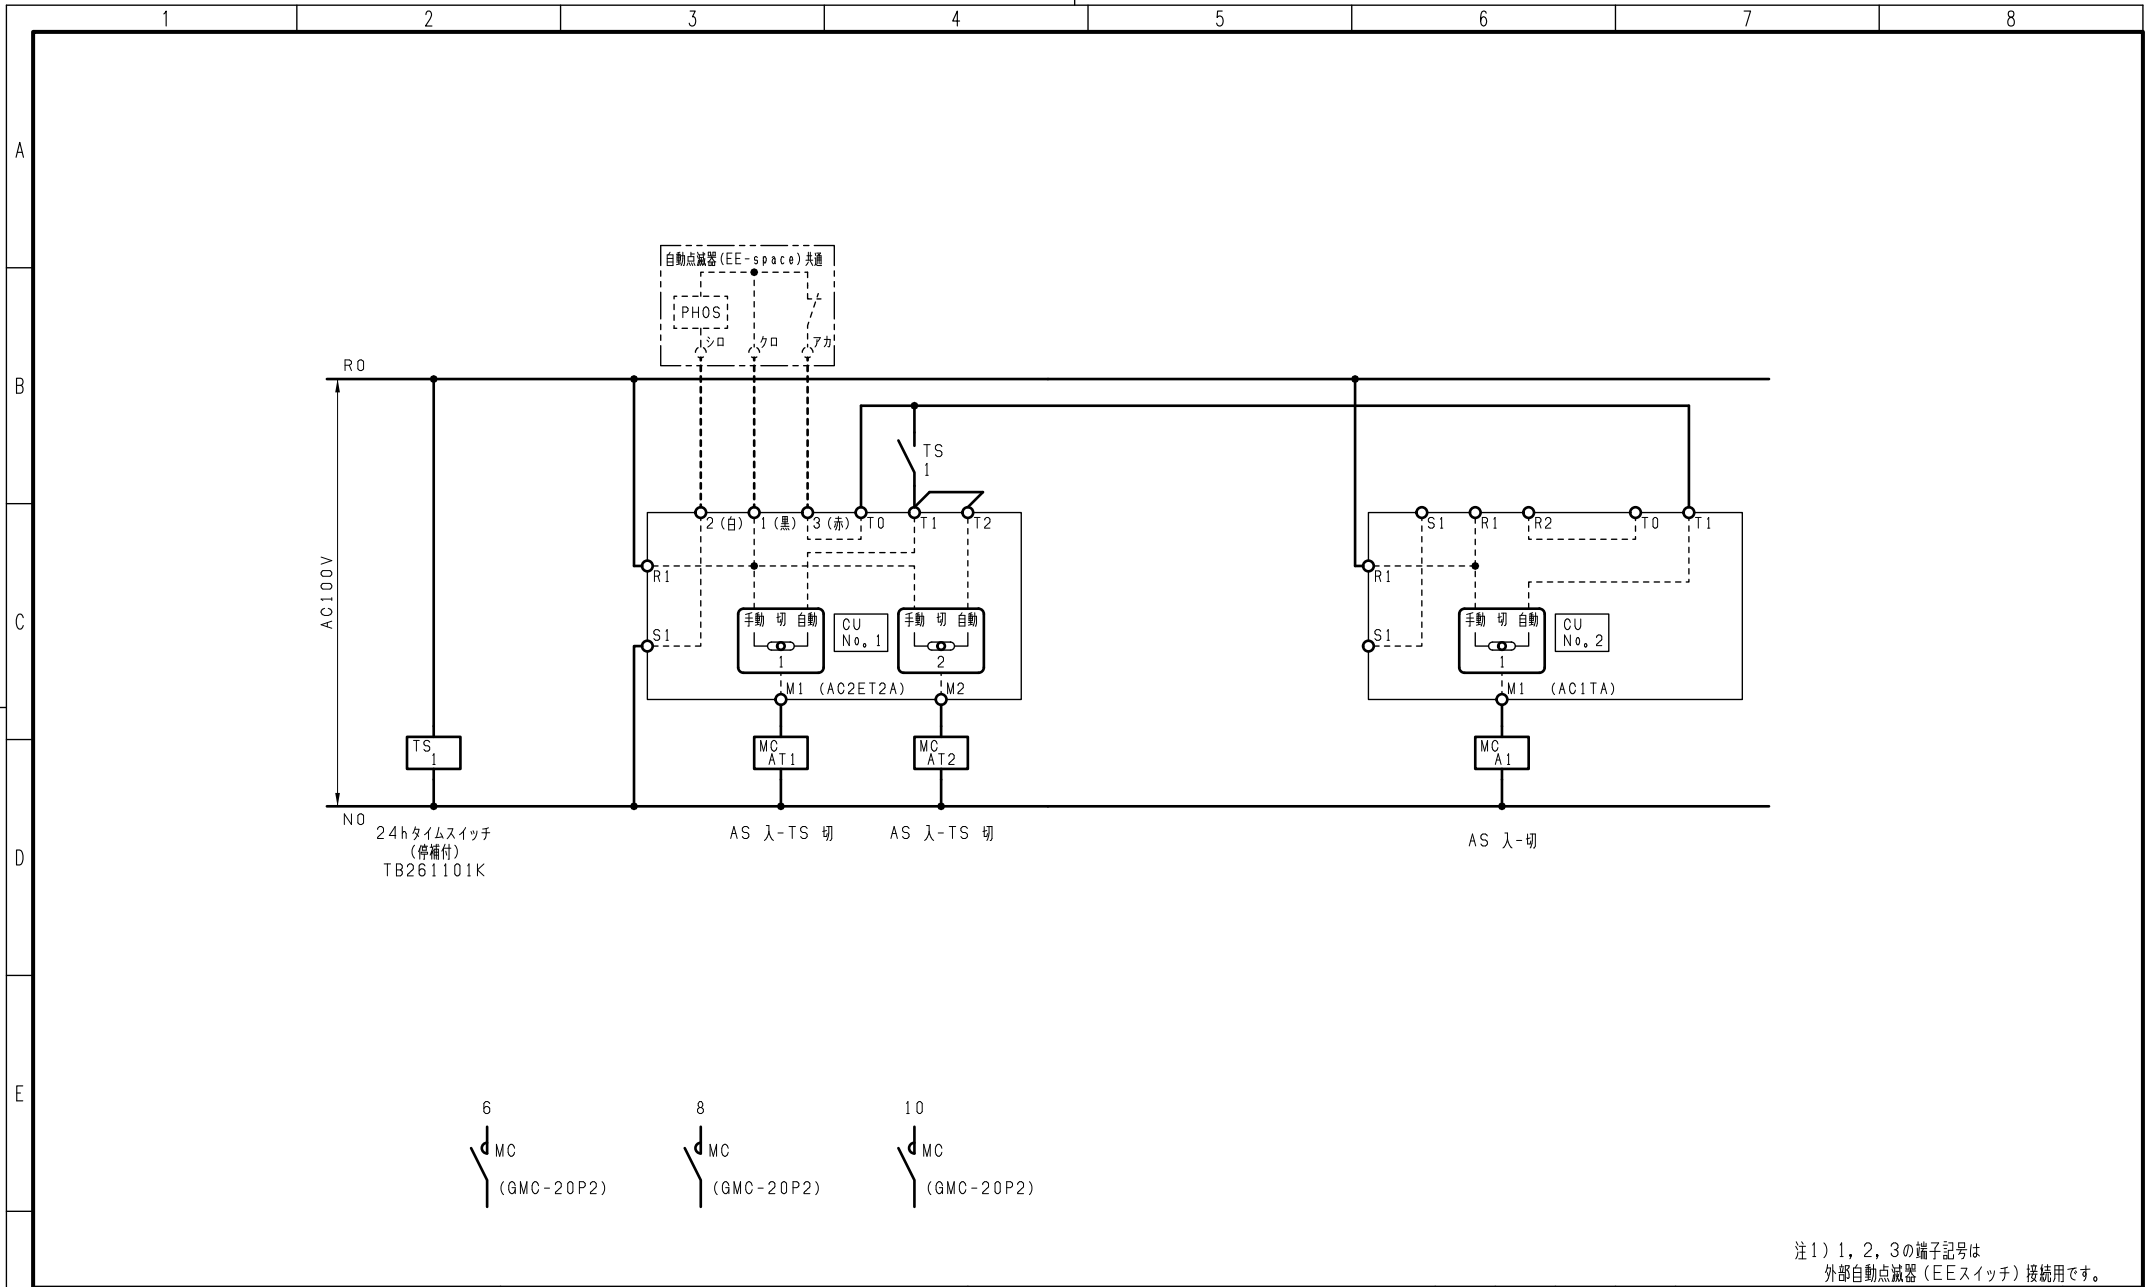 1 2 3 4 5 6 7 8
A
B
C
D
E
自動点滅器(EE-space)共通
PHOS
シロ クロ アカ
R0
TS
1
AC100V
2(白) 1(黒) 3(赤) T0 T1 T2
S1 R1 R2 T0 T1
R1
R1
手動 切 自動
1
CU
No。1
手動 切 自動
2
手動 切 自動
1
CU
No。2
S1
S1
M1 (AC2ET2A) M2
M1 (AC1TA)
TS
1
MC
AT1
MC
AT2
MC
A1
N0
24hタイムスイッチ
(停補付)
TB261101K
AS 入-TS 切
AS 入-TS 切
AS 入-切
6
MC
(GMC-20P2)
8
MC
(GMC-20P2)
10
MC
(GMC-20P2)
注1)1,2,3の端子記号は
外部自動点滅器(EEスイッチ)接続用です。